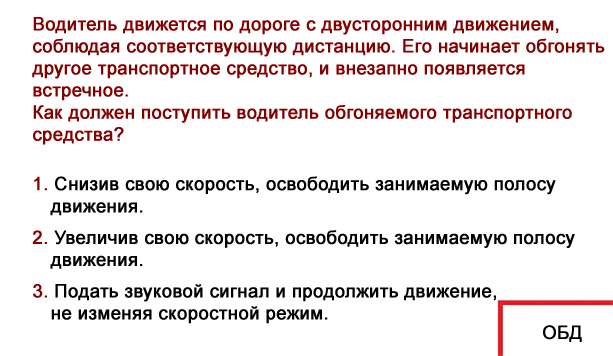 Водитель движется по дороге с двусторонним движением,
соблюдая соответствующую дистанцию. Его начинает обгонять
другое транспортное средство, и внезапно появляется
встречное.
Как должен поступить водитель обгоняемого транспортного
средства?
1. Снизив свою скорость, освободить занимаемую полосу
движения.
2. Увеличив свою скорость, освободить занимаемую полосу
движения.
3. Подать звуковой сигнал и продолжить движение,
не изменяя скоростной режим.
ОБД